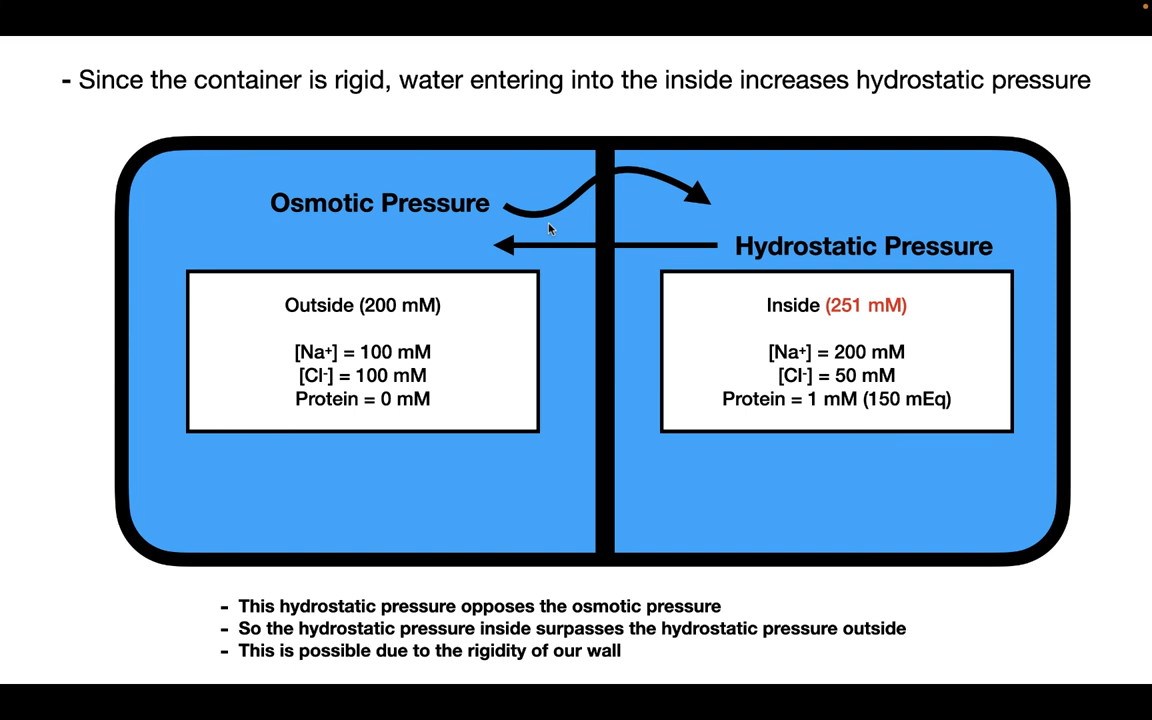 - Since the container is rigid, water entering into the inside increases hydrostatic pressure
Osmotic Pressure
Hydrostatic Pressure
Outside (200 mM)
[Na⁺] = 100 mM
[Cl⁻] = 100 mM
Protein = 0 mM
Inside (251 mM)
[Na⁺] = 200 mM
[Cl⁻] = 50 mM
Protein = 1 mM (150 mEq)
- This hydrostatic pressure opposes the osmotic pressure
- So the hydrostatic pressure inside surpasses the hydrostatic pressure outside
- This is possible due to the rigidity of our wall